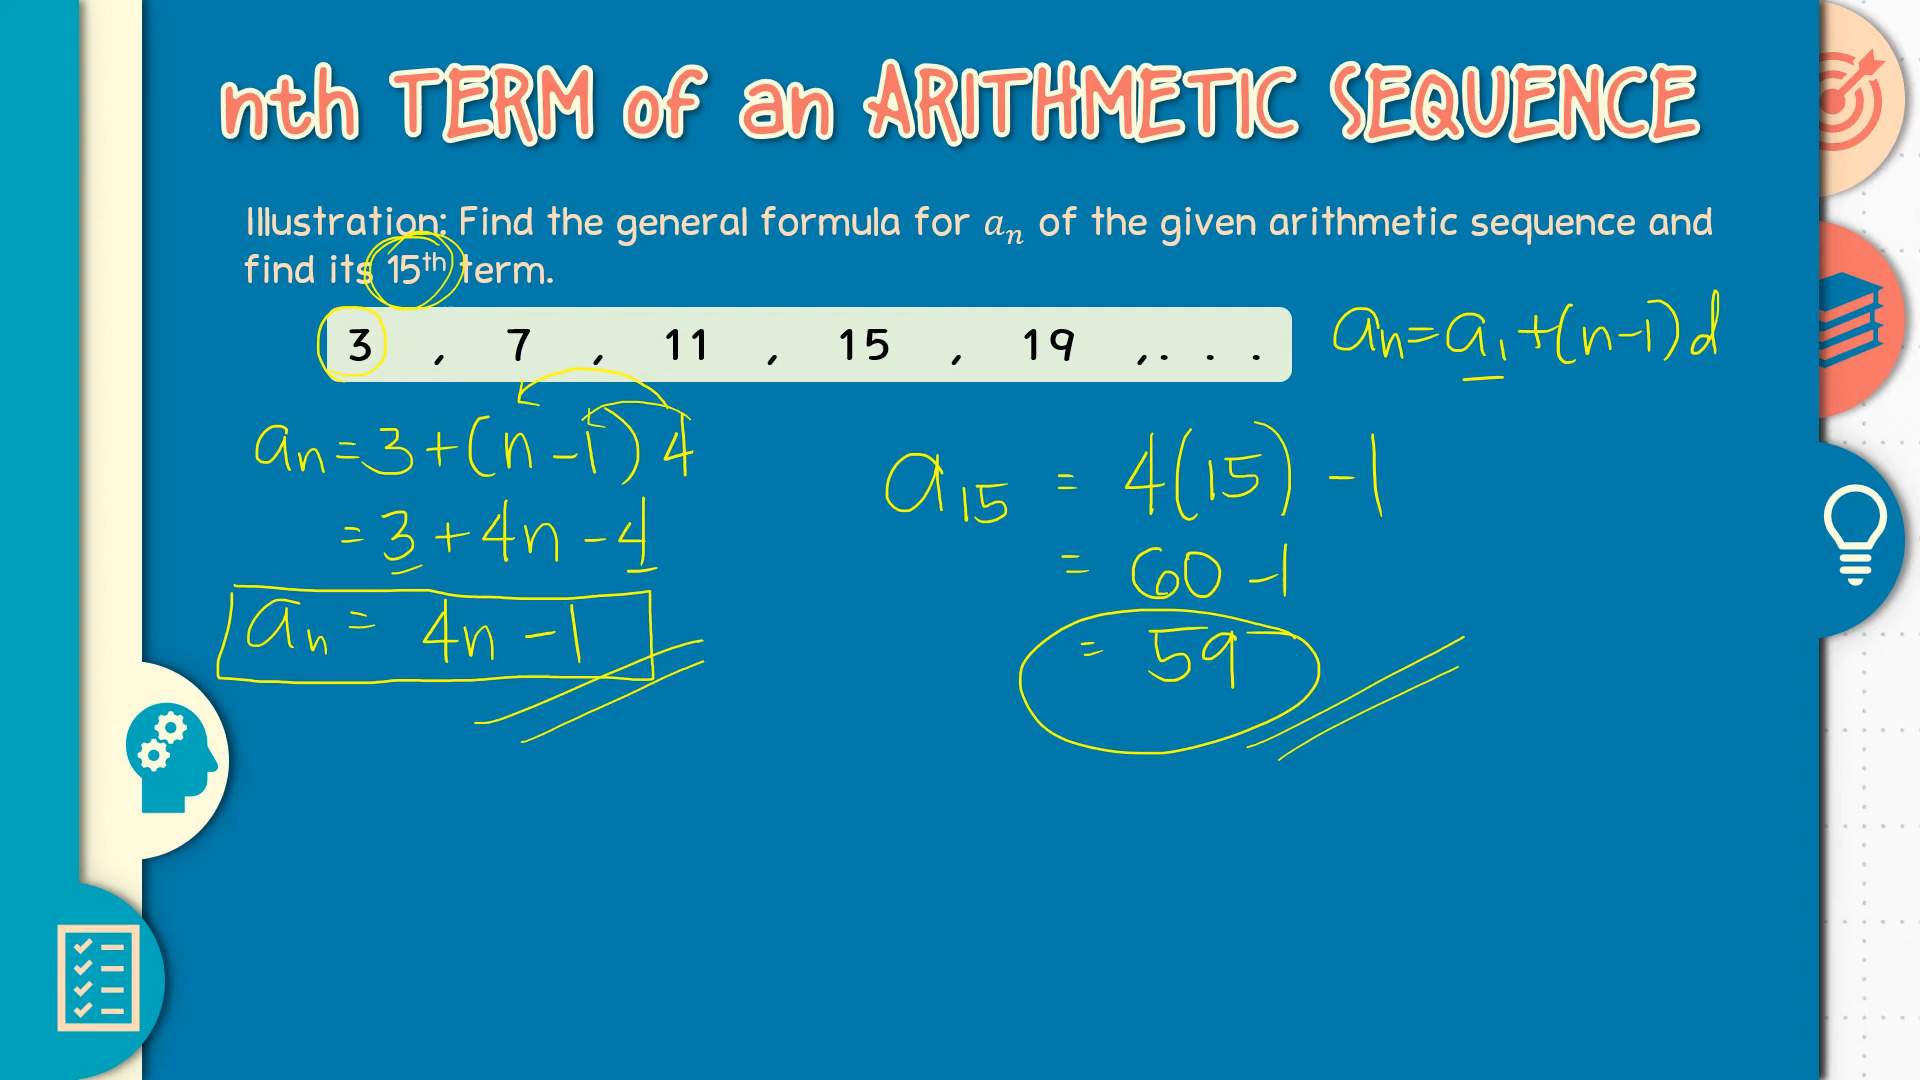 nth TERM of an ARITHMETIC SEQUENCE
Illustration: Find the general formula for aₙ of the given arithmetic sequence and
find its 15th term.
3 , 7 , 11 , 15 , 19 , . . .
aₙ = a₁ + (n-1)d
aₙ = 3 + (n-1)4
= 3 + 4n - 4
aₙ = 4n - 1
a₁₅ = 4(15) - 1
= 60 - 1
= 59